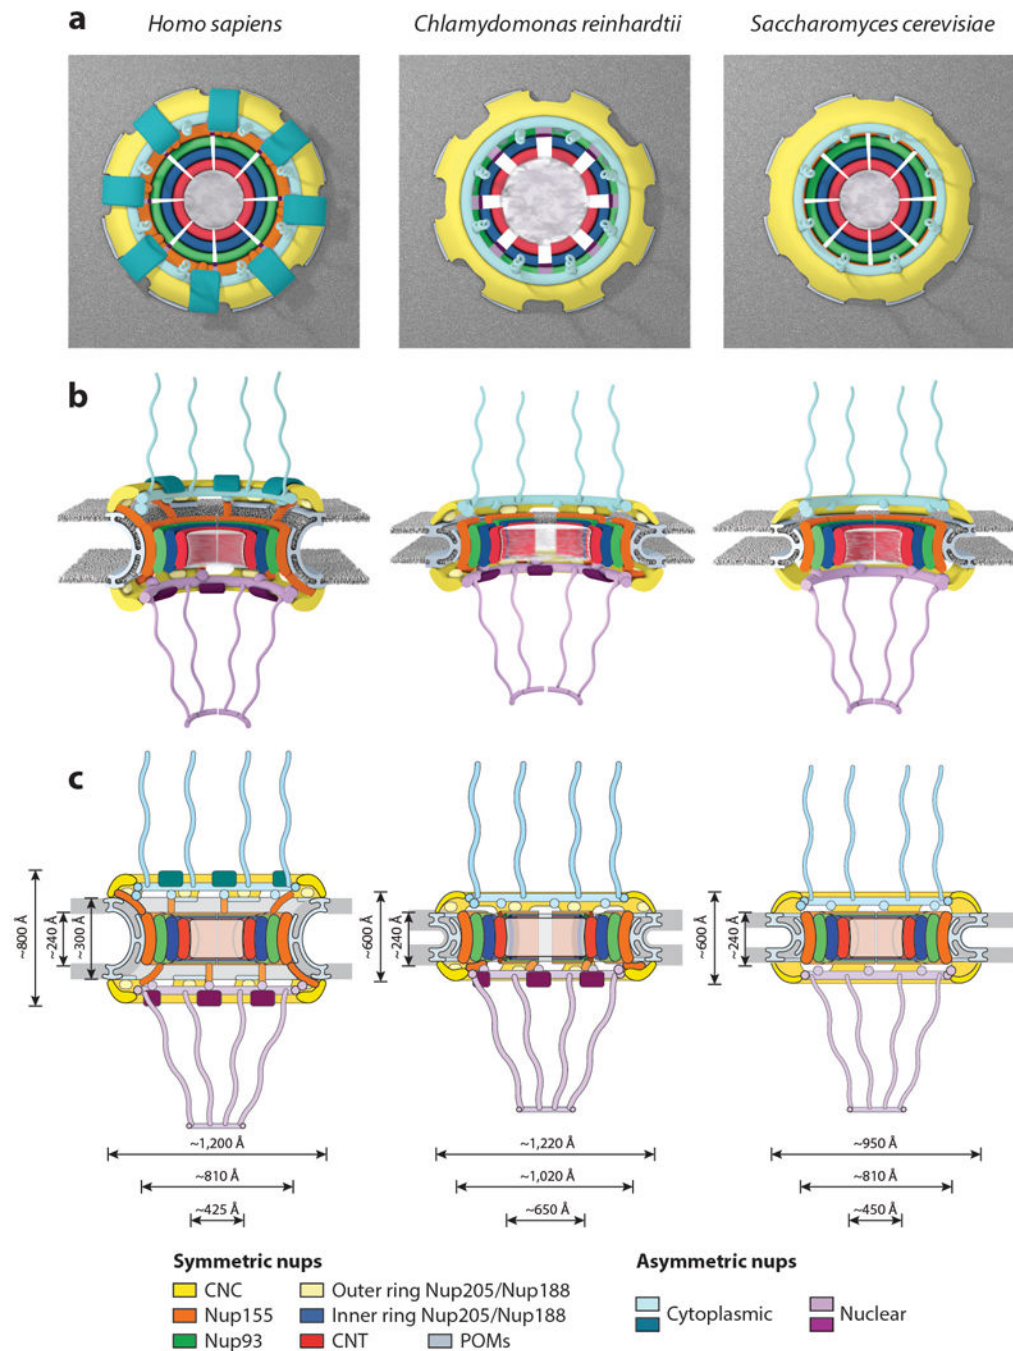 a
Homo sapiens
Chlamydomonas reinhardtii
Saccharomyces cerevisiae
b
c
~800 Å
~240 Å
~300 Å
~600 Å
~240 Å
~600 Å
~240 Å
~1,200 Å
~810 Å
~425 Å
~1,220 Å
~1,020 Å
~650 Å
~950 Å
~810 Å
~450 Å
Symmetric nups
CNC
Outer ring Nup205/Nup188
Nup155
Inner ring Nup205/Nup188
Nup93
CNT
POMs
Asymmetric nups
Cytoplasmic
Nuclear